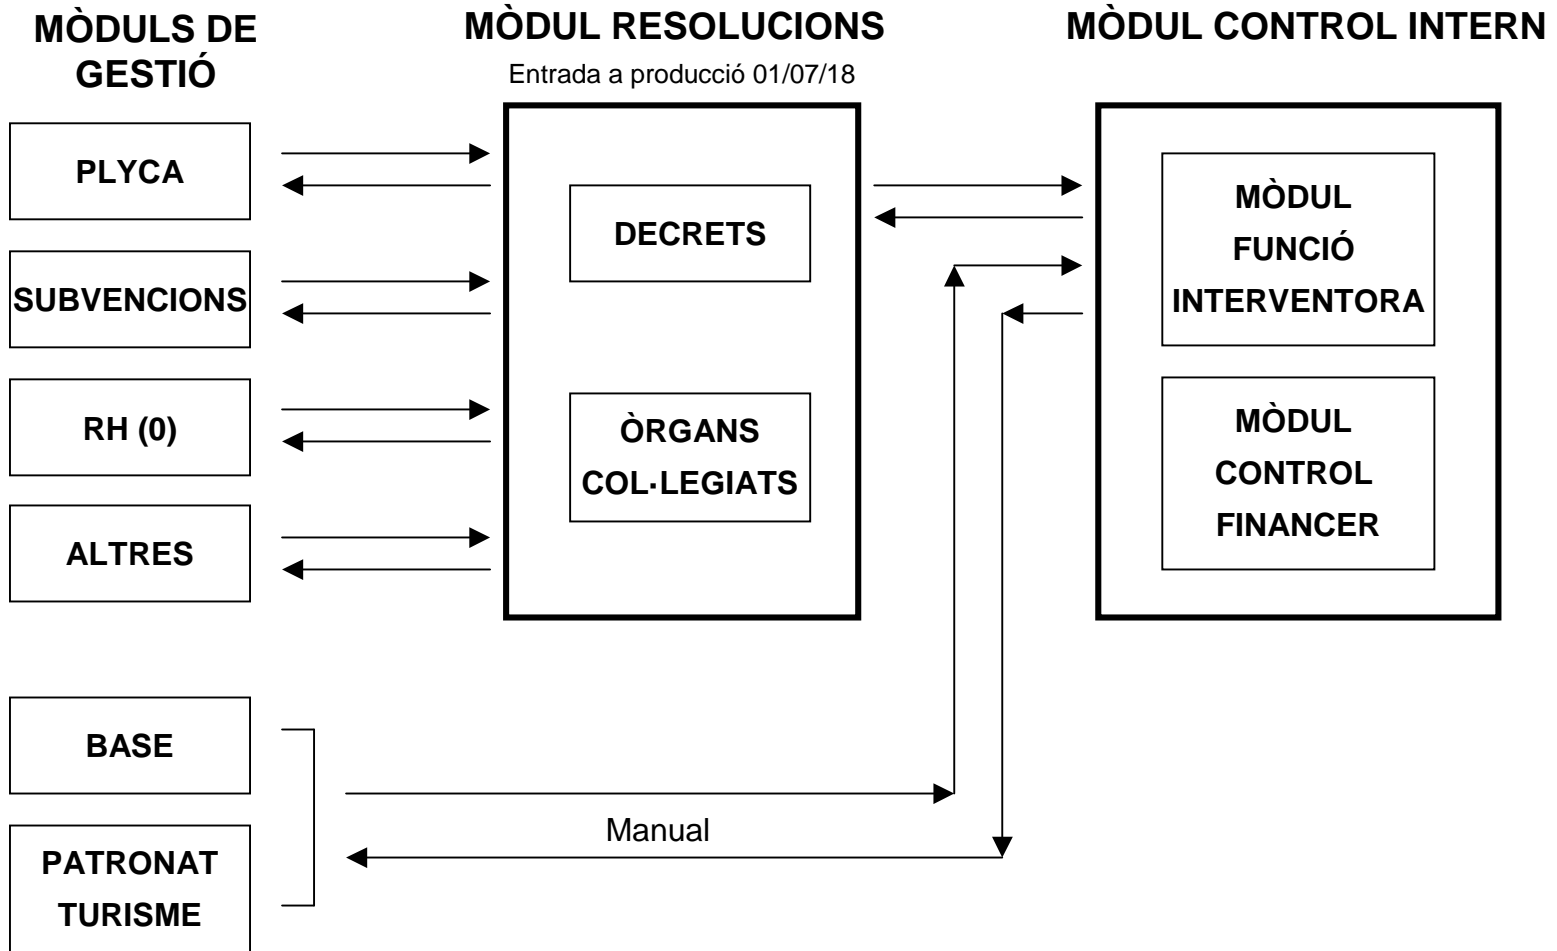 MÒDULS DE
GESTIÓ
PLYCA
SUBVENCIONS
RH (0)
ALTRES
BASE
PATRONAT
TURISME
MÒDUL RESOLUCIONS
Entrada a producció 01/07/18
DECRETS
ÒRGANS
COL·LEGIATS
Manual
MÒDUL CONTROL INTERN
MÒDUL
FUNCIÓ
INTERVENTORA
MÒDUL
CONTROL
FINANCER